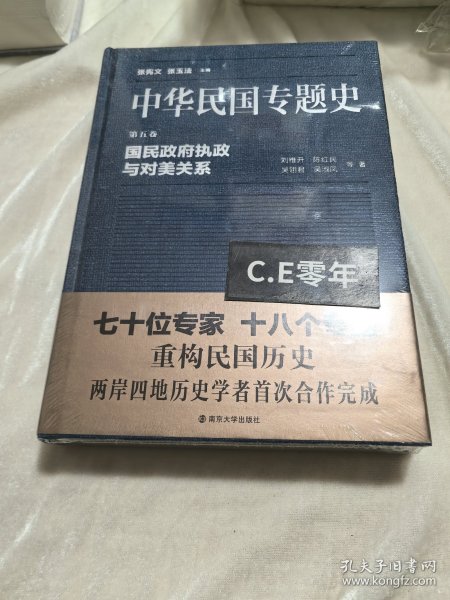 张宪文 张玉法 主编
中华民国专题史
第五卷
国民政府执政
与对美关系
刘维开 陈红民
吴翎君 吴淑凤 等 著
C.E零年
七十位专家 十八个
重构民国历史
两岸四地历史学者首次合作完成
南京大学出版社
孔夫子旧书网
www.kongfz.com